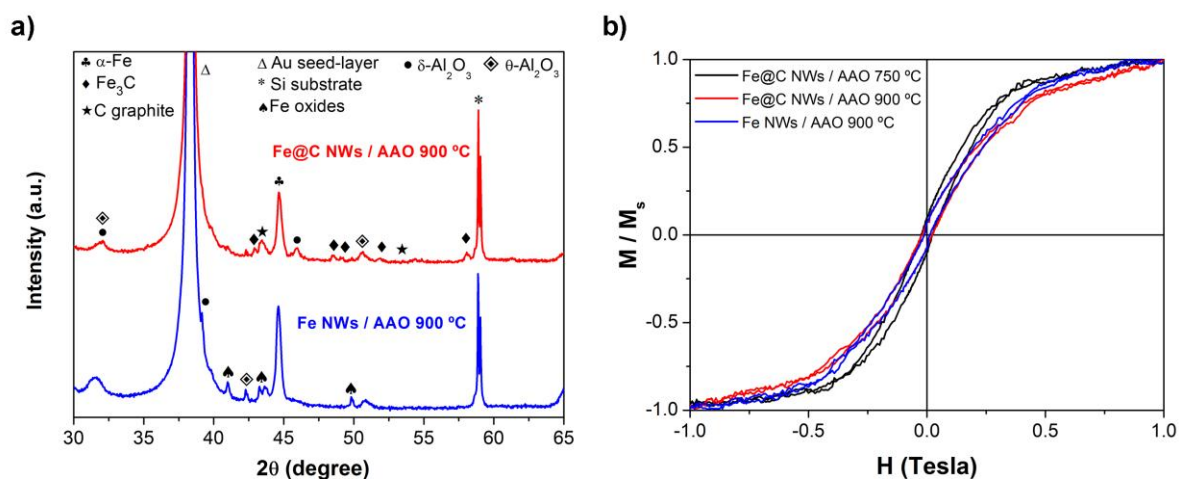 a)
♣ α-Fe
♦ Fe3C
★ C graphite
Δ Au seed-layer
* Si substrate
♠ Fe oxides
● δ-Al2O3
◈ θ-Al2O3
Δ
*
Fe@C NWs / AAO 900 ºC
♣
◈
●
♦ ★ ● ♦ ♦ ◈ ♦ ★ ♦
Fe NWs / AAO 900 ºC
●
♠ ◈ ♠ ♠
Intensity (a.u.)
30 35 40 45 50 55 60 65
2θ (degree)
b)
Fe@C NWs / AAO 750 ºC
Fe@C NWs / AAO 900 ºC
Fe NWs / AAO 900 ºC
M / Ms
1.0
0.5
0.0
-0.5
-1.0
-1.0 -0.5 0.0 0.5 1.0
H (Tesla)